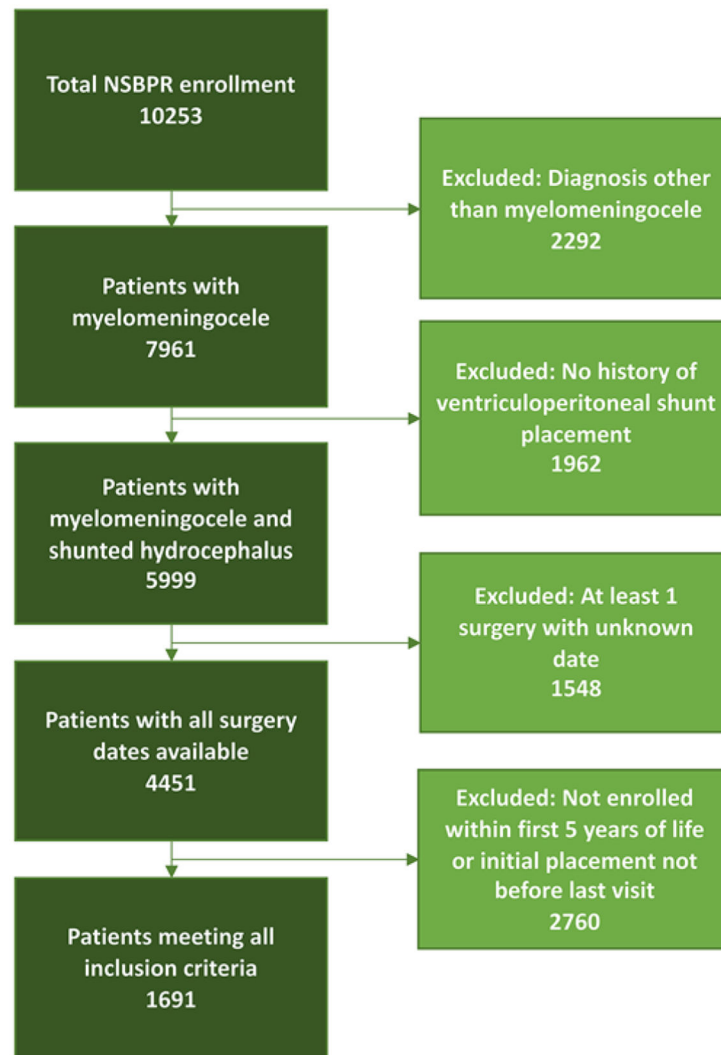 Total NSBPR enrollment
10253
Excluded: Diagnosis other
than myelomeningocele
2292
Patients with
myelomeningocele
7961
Excluded: No history of
ventriculoperitoneal shunt
placement
1962
Patients with
myelomeningocele and
shunted hydrocephalus
5999
Excluded: At least 1
surgery with unknown
date
1548
Patients with all surgery
dates available
4451
Excluded: Not enrolled
within first 5 years of life
or initial placement not
before last visit
2760
Patients meeting all
inclusion criteria
1691